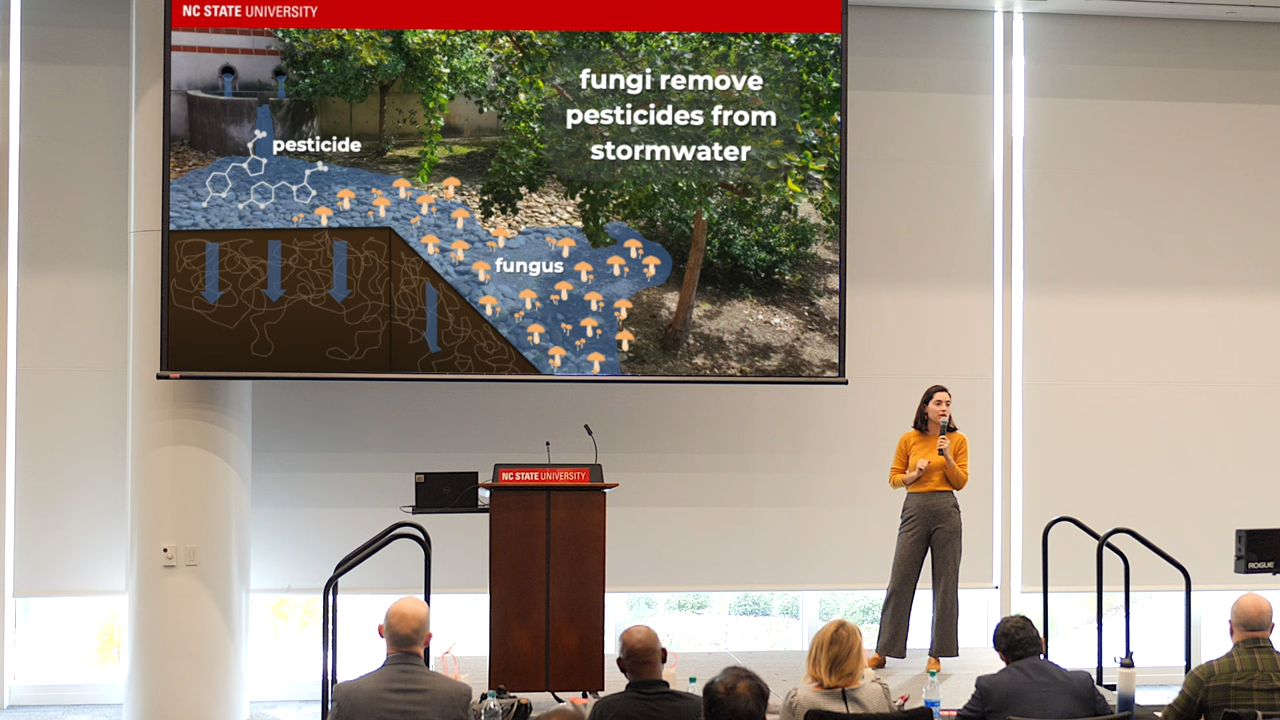 NC STATE UNIVERSITY
fungi remove
pesticides from
stormwater
pesticide
fungus
NC STATE UNIVERSITY
ROGUE